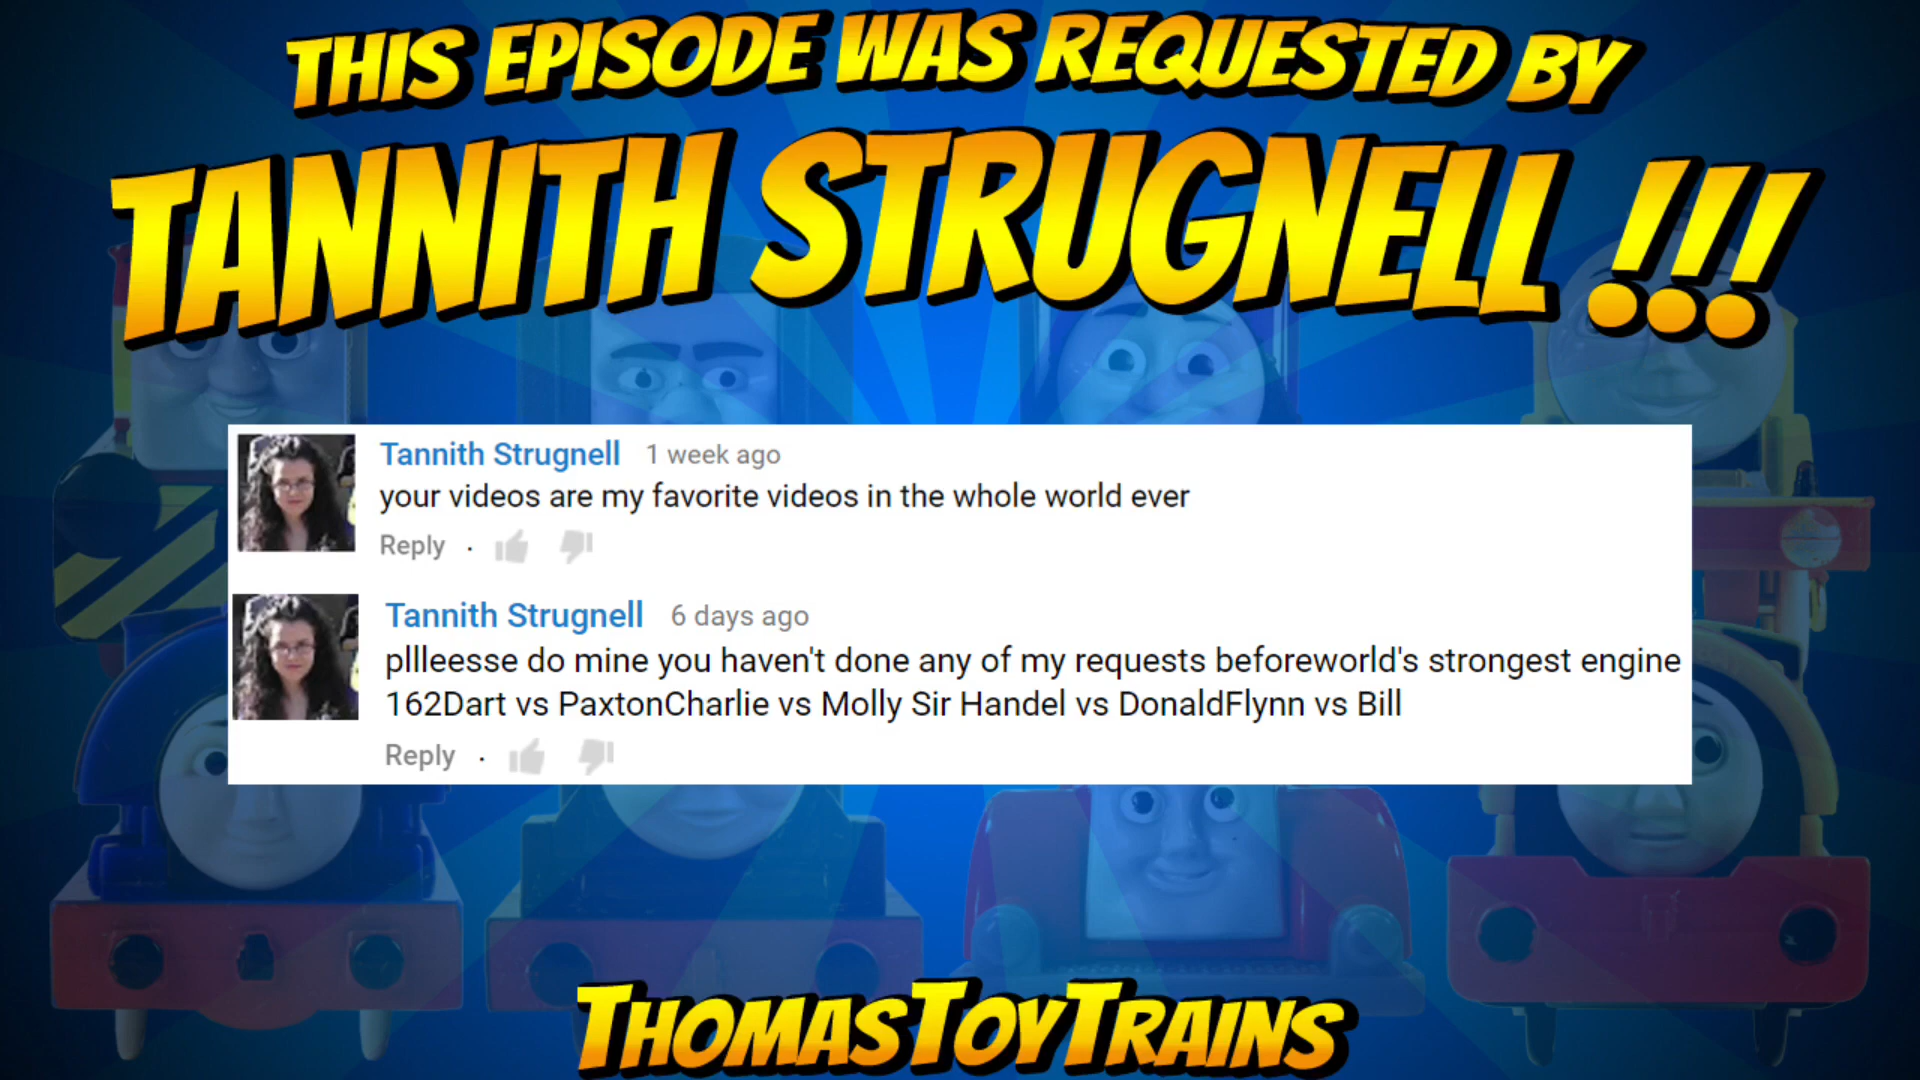 THIS EPISODE WAS REQUESTED BY
TANNITH STRUGNELL !!!
Tannith Strugnell 1 week ago
your videos are my favorite videos in the whole world ever
Reply ·
Tannith Strugnell 6 days ago
pllleesse do mine you haven't done any of my requests beforeworld's strongest engine
162Dart vs PaxtonCharlie vs Molly Sir Handel vs DonaldFlynn vs Bill
Reply ·
THOMASTOYTRAINS